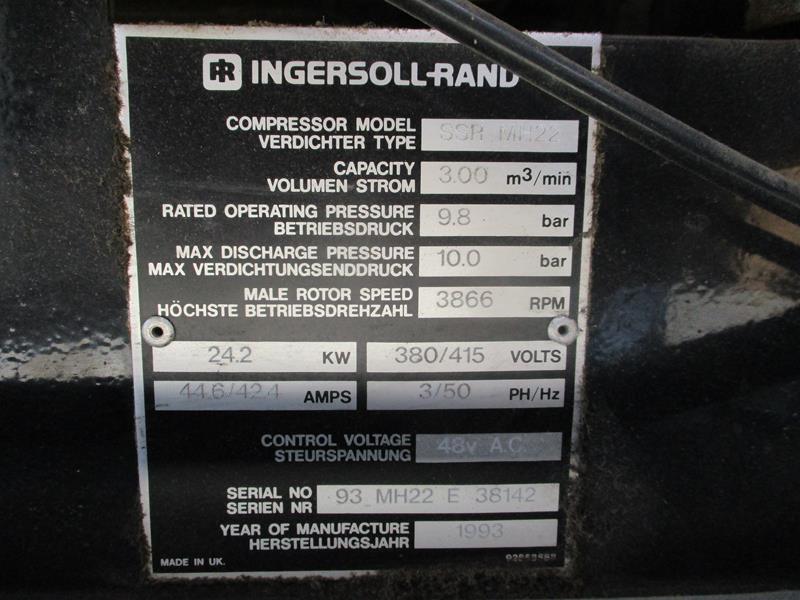 IR INGERSOLL-RAND
COMPRESSOR MODEL
VERDICHTER TYPE SSR MH22
CAPACITY
VOLUMEN STROM 3.00 m3/min
RATED OPERATING PRESSURE
BETRIEBSDRUCK 9.8 bar
MAX DISCHARGE PRESSURE
MAX VERDICHTUNGSENDDRUCK 10.0 bar
MALE ROTOR SPEED
HÖCHSTE BETRIEBSDREHZAHL 3866 RPM
24.2 KW 380/415 VOLTS
44.6/42.4 AMPS 3/50 PH/Hz
CONTROL VOLTAGE
STEURSPANNUNG 48v A.C.
SERIAL NO
SERIEN NR 93 MH22 E 38142
YEAR OF MANUFACTURE
HERSTELLUNGSJAHR 1993
MADE IN UK.